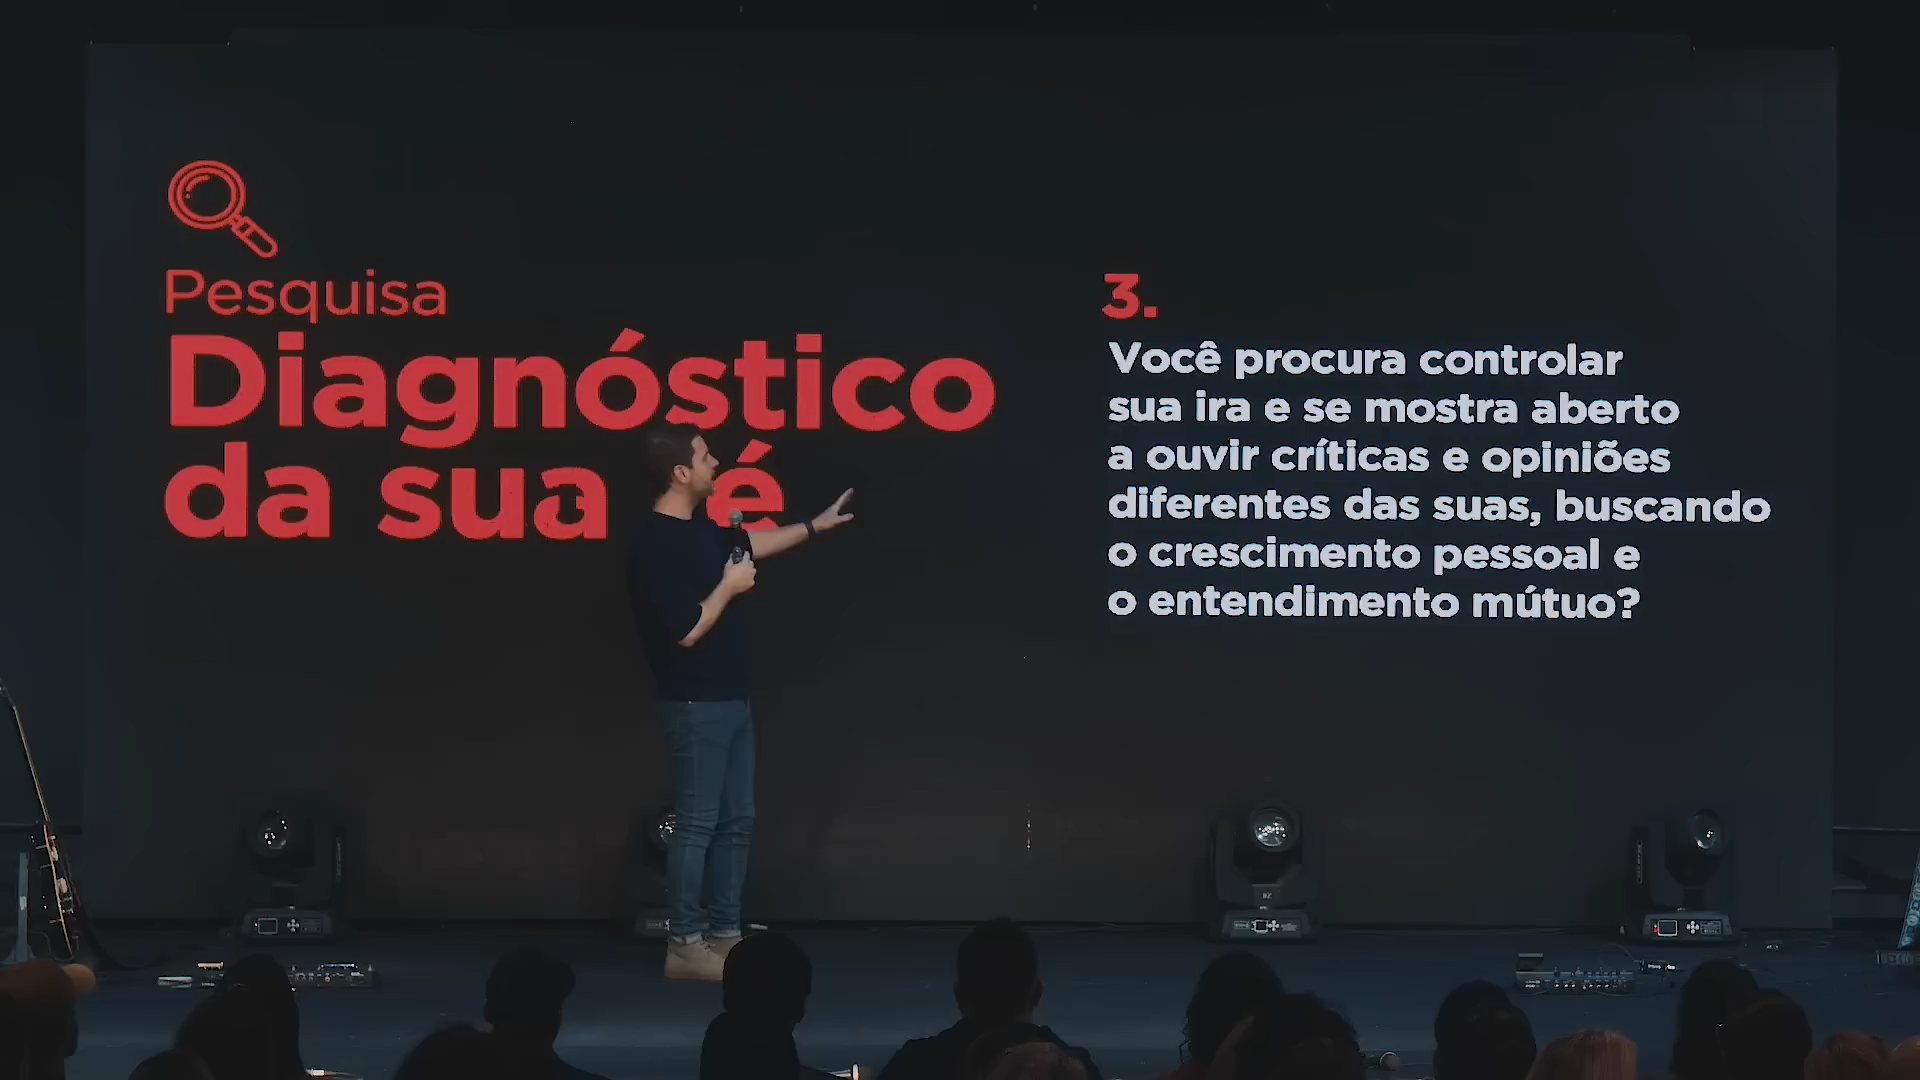 Pesquisa
Diagnóstico
da sua é
3.
Você procura controlar
sua ira e se mostra aberto
a ouvir críticas e opiniões
diferentes das suas, buscando
o crescimento pessoal e
o entendimento mútuo?